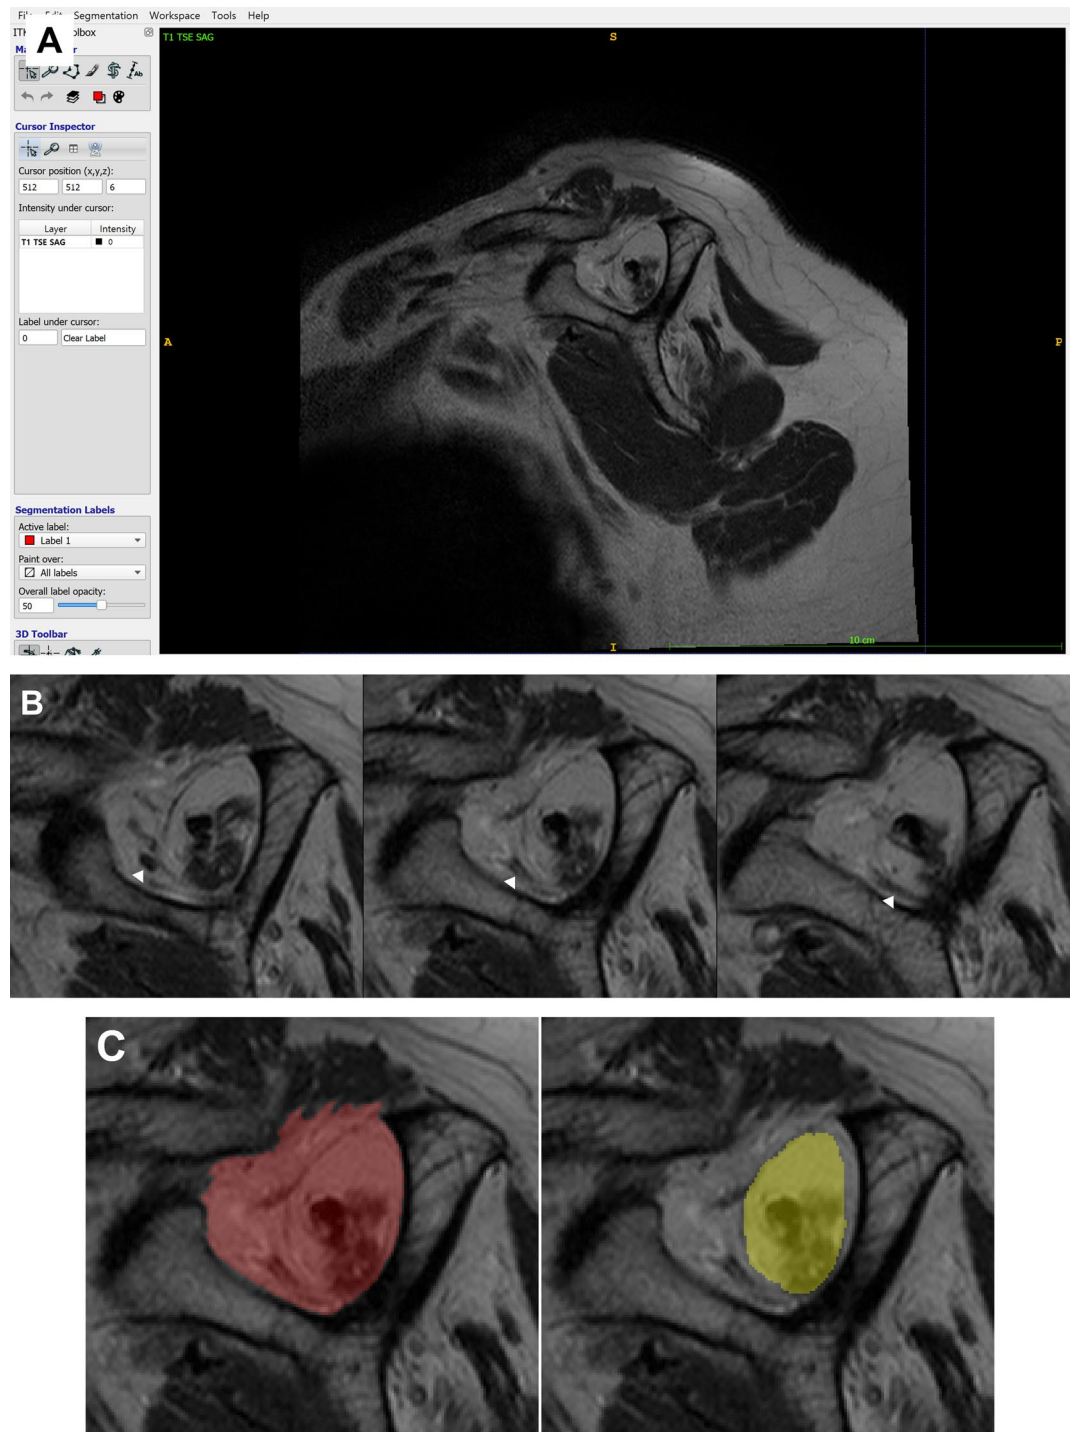 Segmentation Workspace Tools Help
A
Cursor Inspector
Cursor position (x,y,z):
512 512 6
Intensity under cursor:
Layer Intensity
T1 TSE SAG 0
Label under cursor:
0 Clear Label
Segmentation Labels
Active label:
Label 1
Paint over:
All labels
Overall label opacity:
50
3D Toolbar
T1 TSE SAG
S
A
P
I
10 cm
B
C